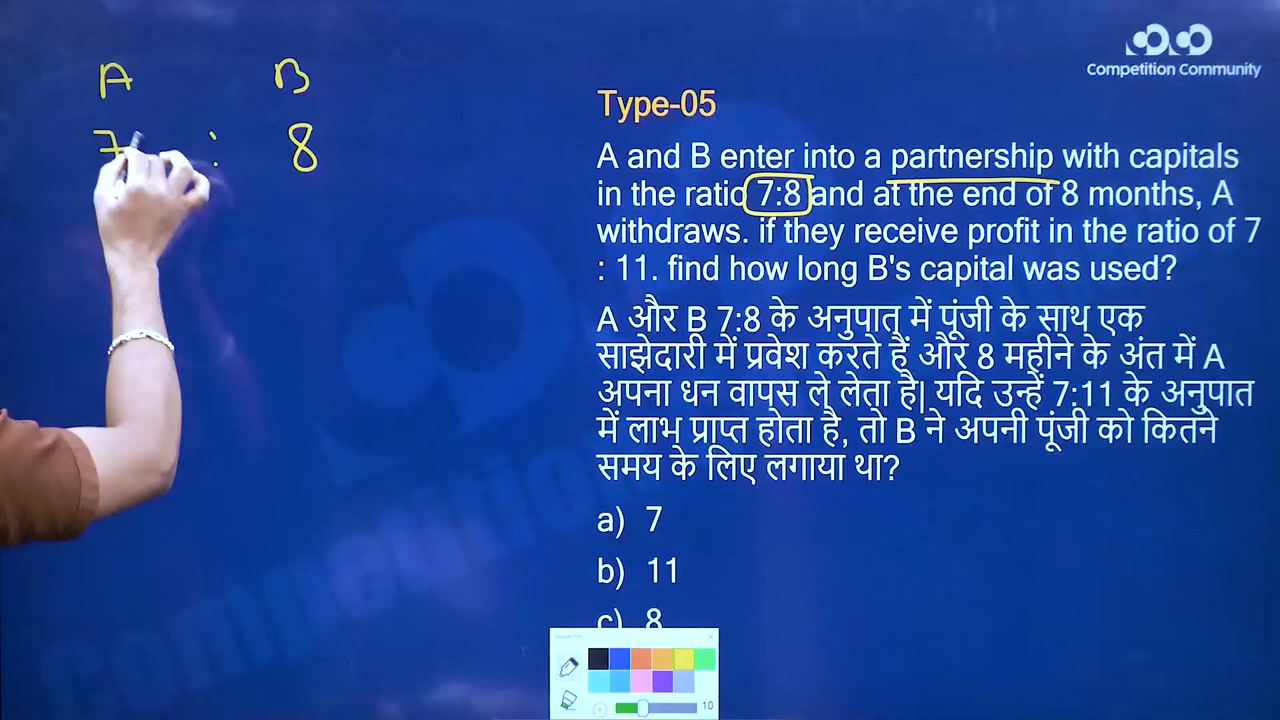 Competition Community
A B
7 : 8
Type-05
A and B enter into a partnership with capitals
in the ratio 7:8 and at the end of 8 months, A
withdraws. if they receive profit in the ratio of 7
: 11. find how long B's capital was used?
A और B 7:8 के अनुपात में पूंजी के साथ एक
साझेदारी में प्रवेश करते हैं और 8 महीने के अंत में A
अपना धन वापस ले लेता है| यदि उन्हें 7:11 के अनुपात
में लाभ प्राप्त होता है, तो B ने अपनी पूंजी को कितने
समय के लिए लगाया था?
a) 7
b) 11
c) 8
10